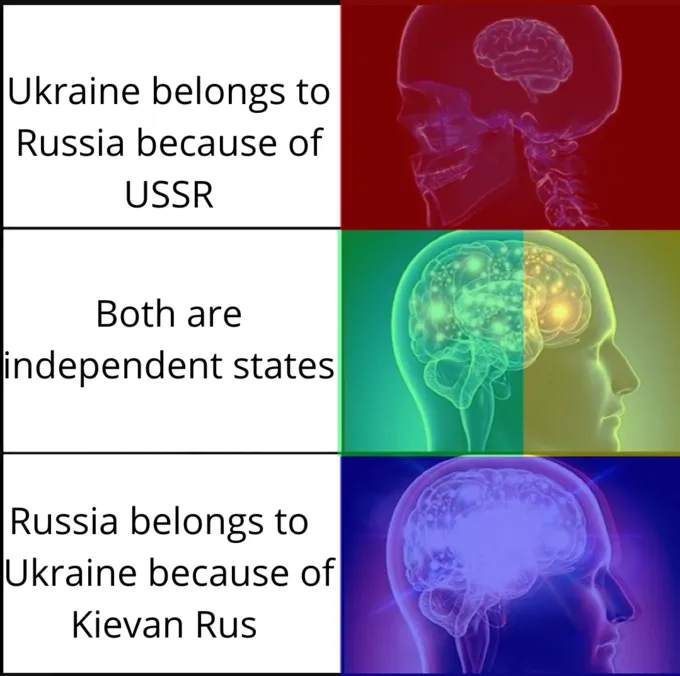 Ukraine belongs to
Russia because of
USSR
Both are
independent states
Russia belongs to
Ukraine because of
Kievan Rus